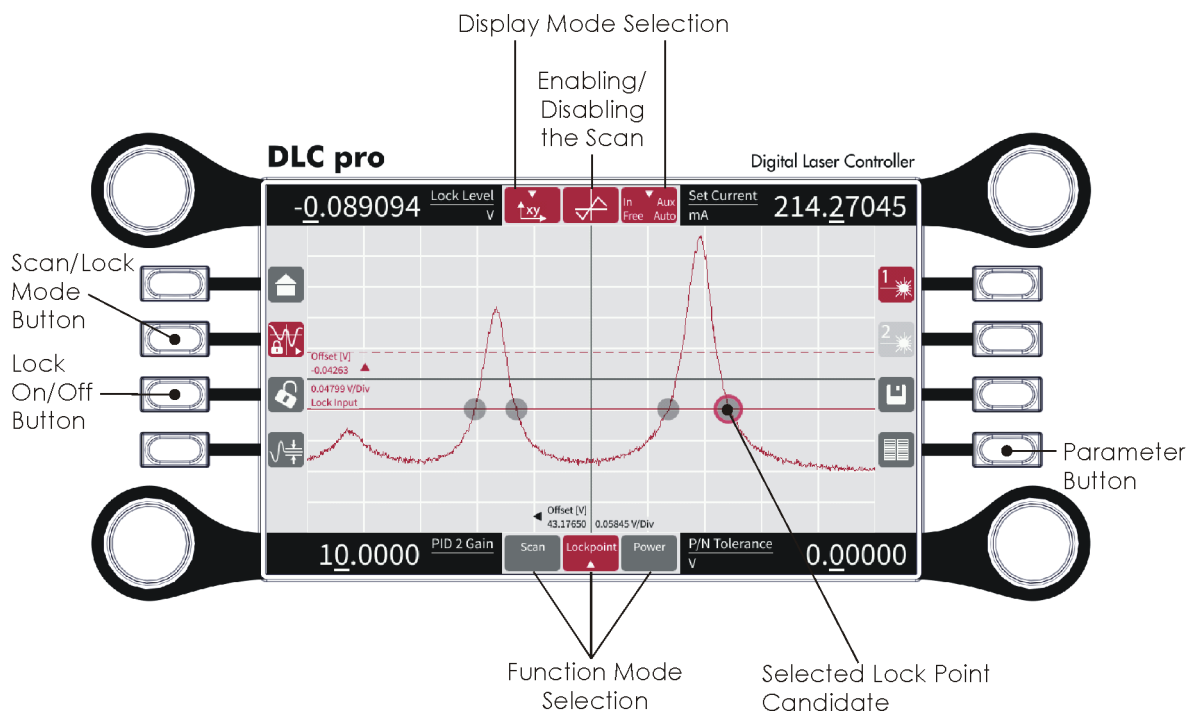 Display Mode Selection
Enabling/
Disabling
the Scan
DLC pro
Digital Laser Controller
-0.089094
Lock Level
V
xy
In Aux
Free Auto
Set Current
mA
214.27045
Scan/Lock
Mode
Button
Lock
On/Off
Button
1
2
Offset [V]
-0.04263
0.04799 V/Div
Lock Input
Parameter
Button
Offset [V]
43.17650
0.05845 V/Div
10.0000
PID 2 Gain
Scan
Lockpoint
Power
P/N Tolerance
V
0.00000
Function Mode
Selection
Selected Lock Point
Candidate